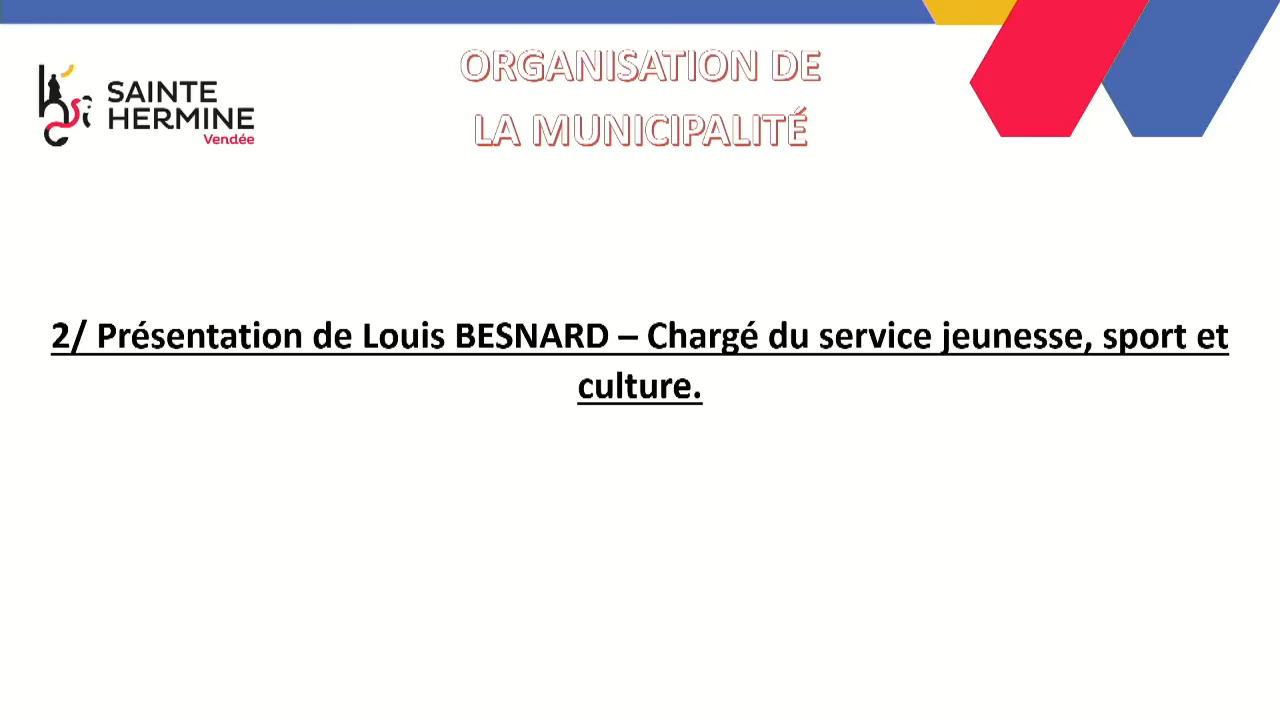 SAINTE
HERMINE
Vendée
ORGANISATION DE
LA MUNICIPALITÉ
2/ Présentation de Louis BESNARD – Chargé du service jeunesse, sport et
culture.